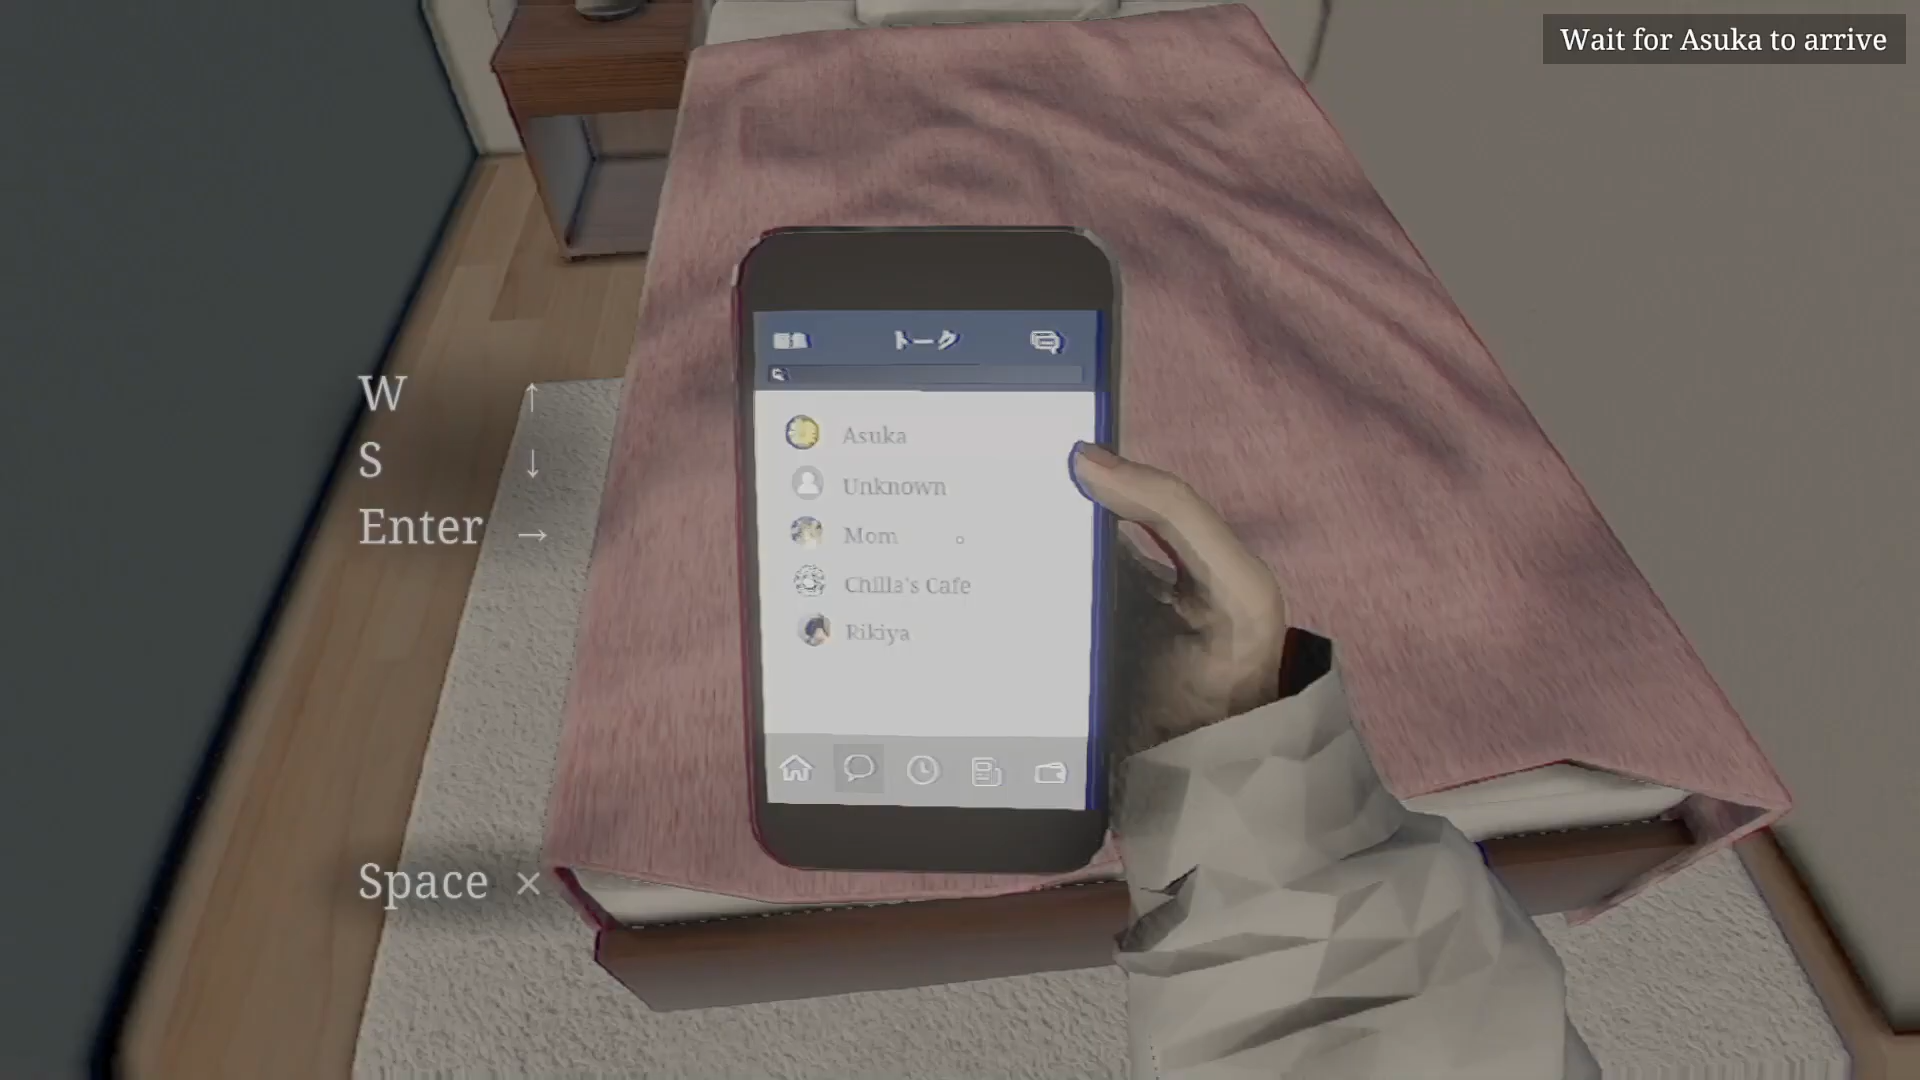 Wait for Asuka to arrive
トーク
Asuka
Unknown
Mom
Chilla's Cafe
Rikiya
W ↑
S ↓
Enter →
Space ×